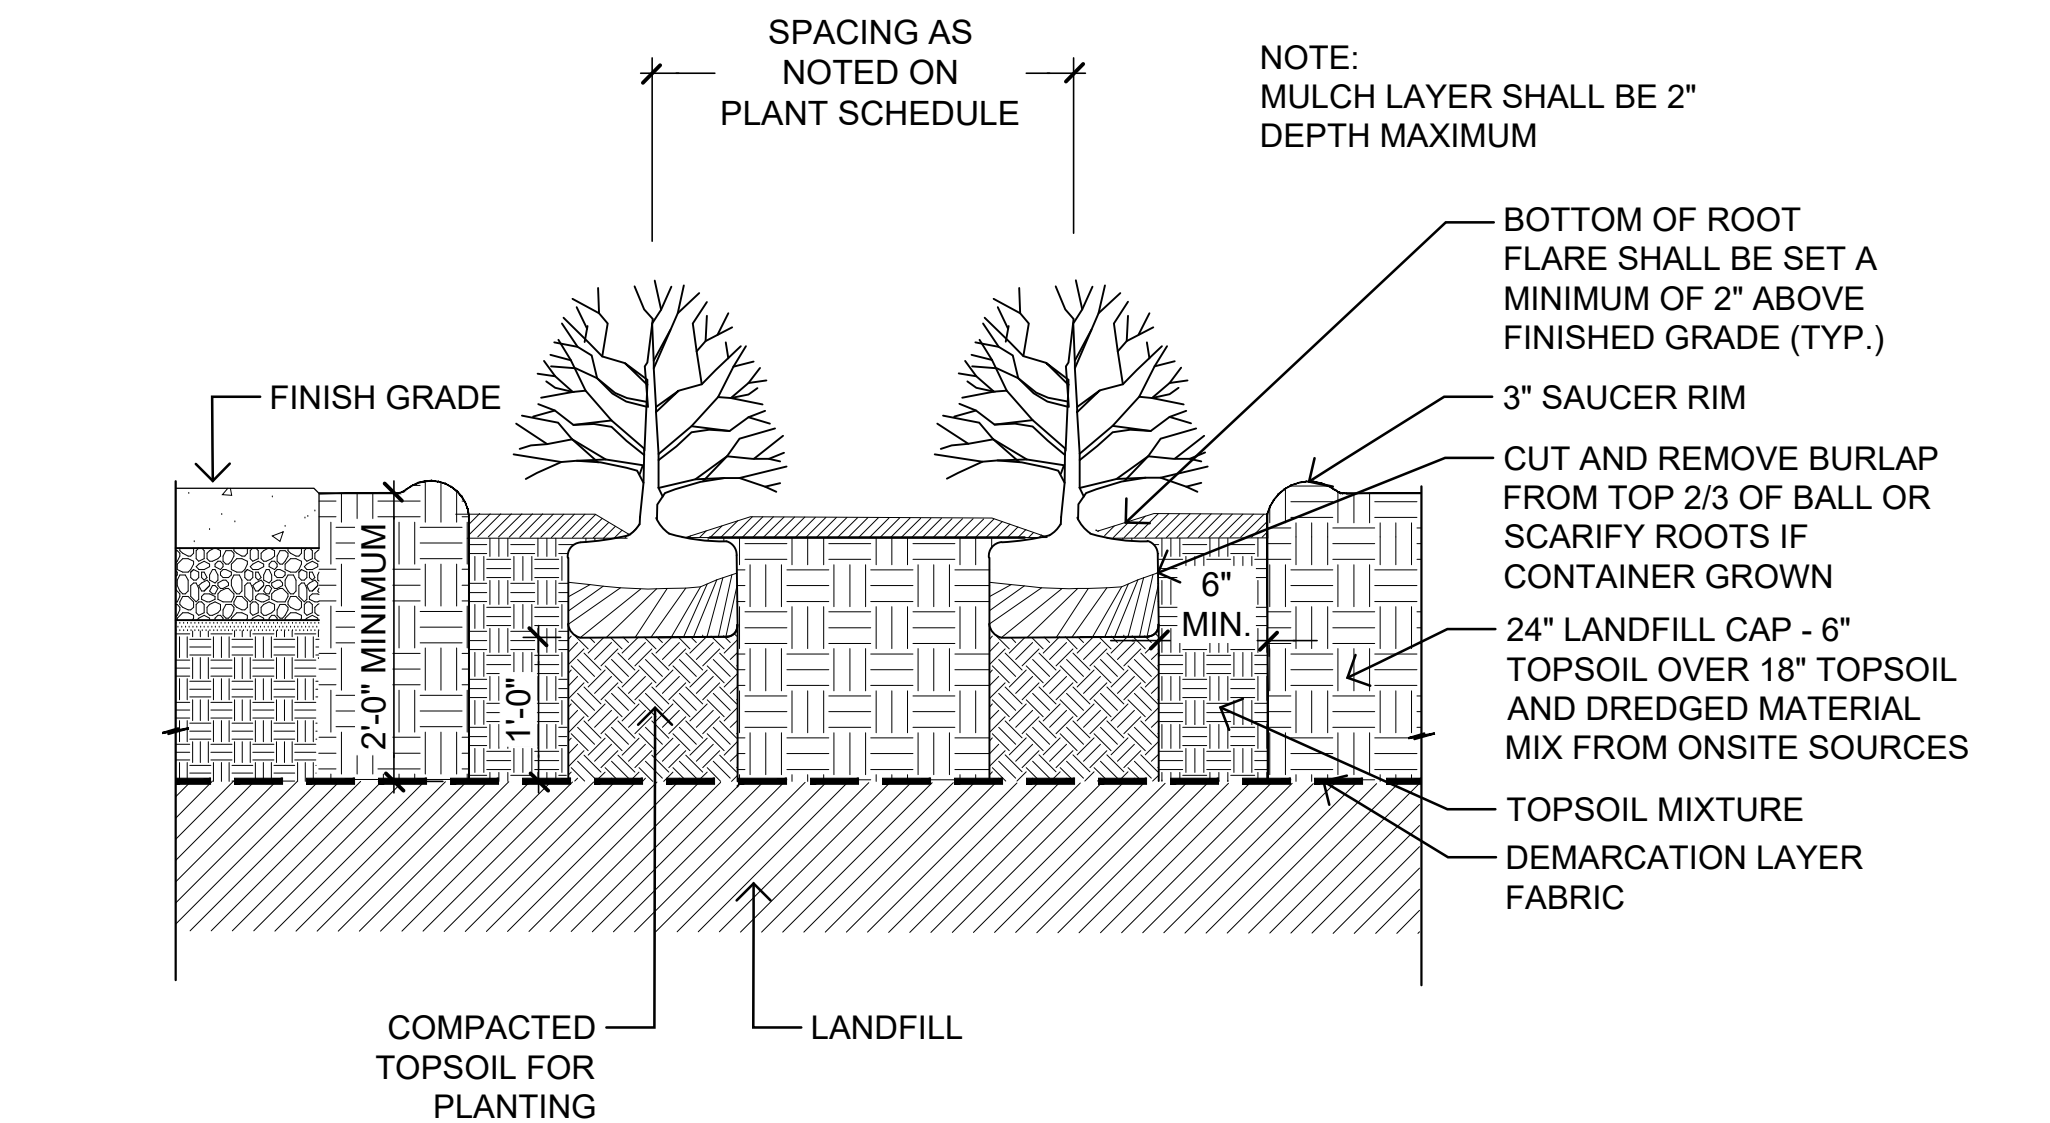 SPACING AS
NOTED ON
PLANT SCHEDULE
NOTE:
MULCH LAYER SHALL BE 2"
DEPTH MAXIMUM
BOTTOM OF ROOT
FLARE SHALL BE SET A
MINIMUM OF 2" ABOVE
FINISHED GRADE (TYP.)
FINISH GRADE
3" SAUCER RIM
CUT AND REMOVE BURLAP
FROM TOP 2/3 OF BALL OR
SCARIFY ROOTS IF
CONTAINER GROWN
2'-0" MINIMUM
1'-0"
6"
MIN.
24" LANDFILL CAP - 6"
TOPSOIL OVER 18" TOPSOIL
AND DREDGED MATERIAL
MIX FROM ONSITE SOURCES
TOPSOIL MIXTURE
DEMARCATION LAYER
FABRIC
COMPACTED
TOPSOIL FOR
PLANTING
LANDFILL